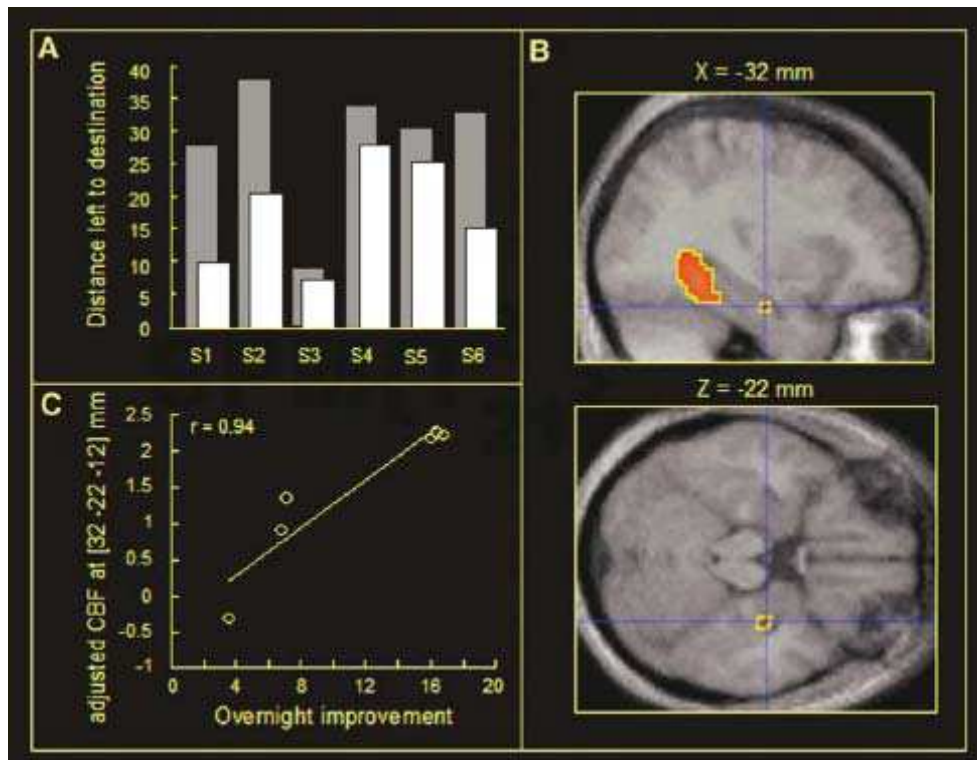 A
Distance left to destination
40
35
30
25
20
15
10
5
0
S1 S2 S3 S4 S5 S6
B
X = -32 mm
Z = -22 mm
C
adjusted CBF at [32 -22 -12] mm
r = 0.94
2.5
2
1.5
1
0.5
0
-0.5
-1
0 4 8 12 16 20
Overnight improvement